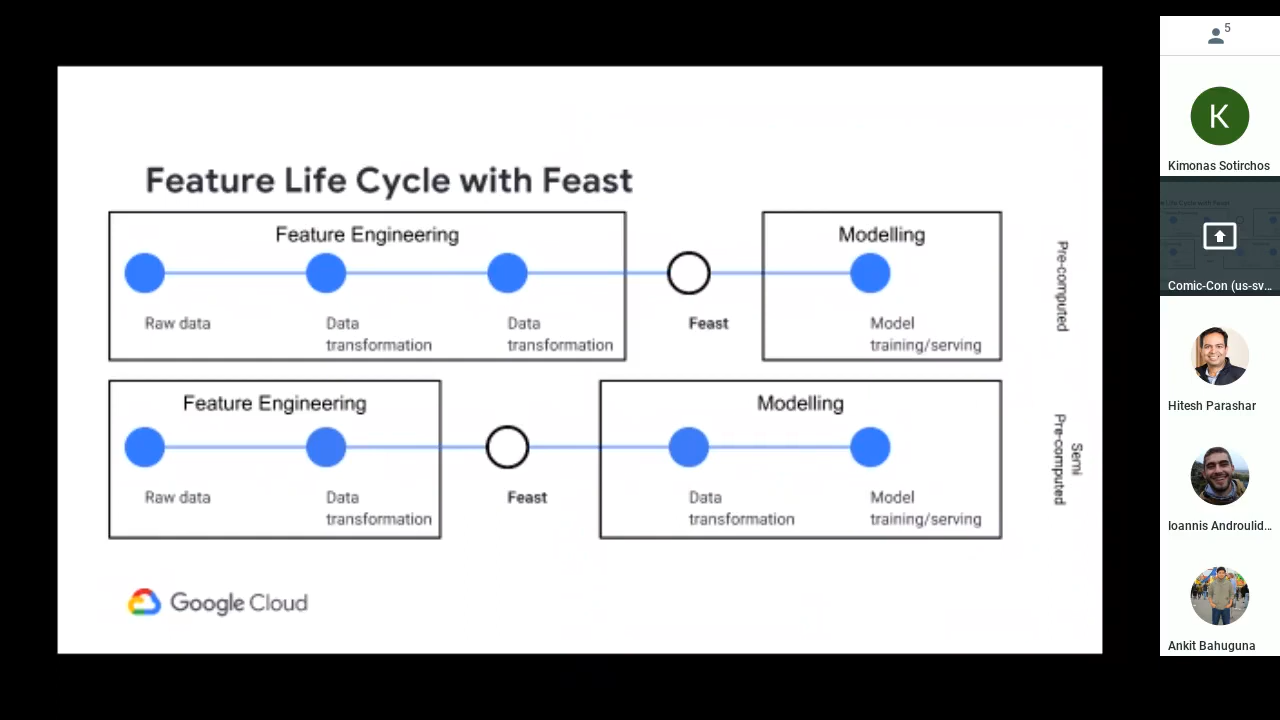 Feature Life Cycle with Feast
Feature Engineering
Modelling
Raw data
Data
transformation
Data
transformation
Feast
Model
training/serving
Pre-computed
Feature Engineering
Modelling
Raw data
Data
transformation
Feast
Data
transformation
Model
training/serving
Semi
Pre-computed
Google Cloud
5
K
Kimonas Sotirchos
Comic-Con (us-sv...
Hitesh Parashar
Ioannis Androulid...
Ankit Bahuguna